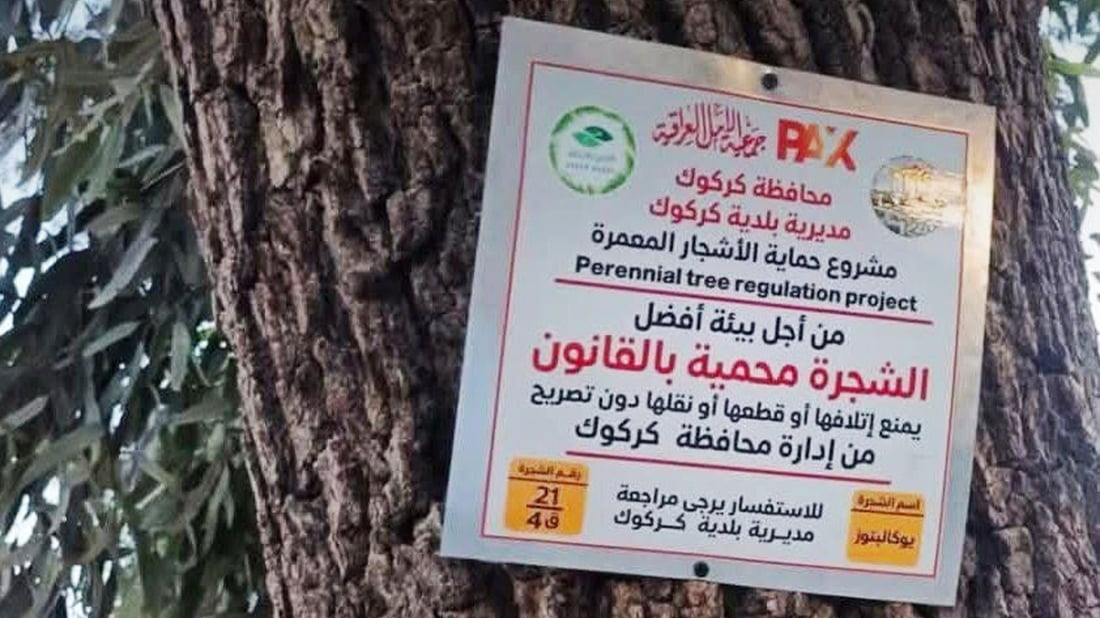 جمعية الامل العراقية
PAX
محافظة كركوك
مديرية بلدية كركوك
مشروع حماية الأشجار المعمرة
Perennial tree regulation project
من أجل بيئة أفضل
الشجرة محمية بالقانون
يمنع إتلافها أو قطعها أو نقلها دون تصريح
من إدارة محافظة كركوك
اسم الشجرة
يوكالبتوز
للاستفسار يرجى مراجعة
مديرية بلدية كركوك
رقم الشجرة
21
ق4